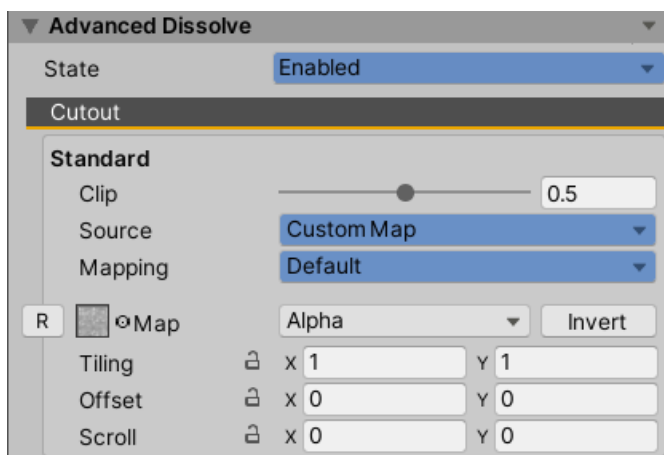 Advanced Dissolve
State Enabled
Cutout
Standard
Clip 0.5
Source Custom Map
Mapping Default
R Map Alpha Invert
Tiling X 1 Y 1
Offset X 0 Y 0
Scroll X 0 Y 0